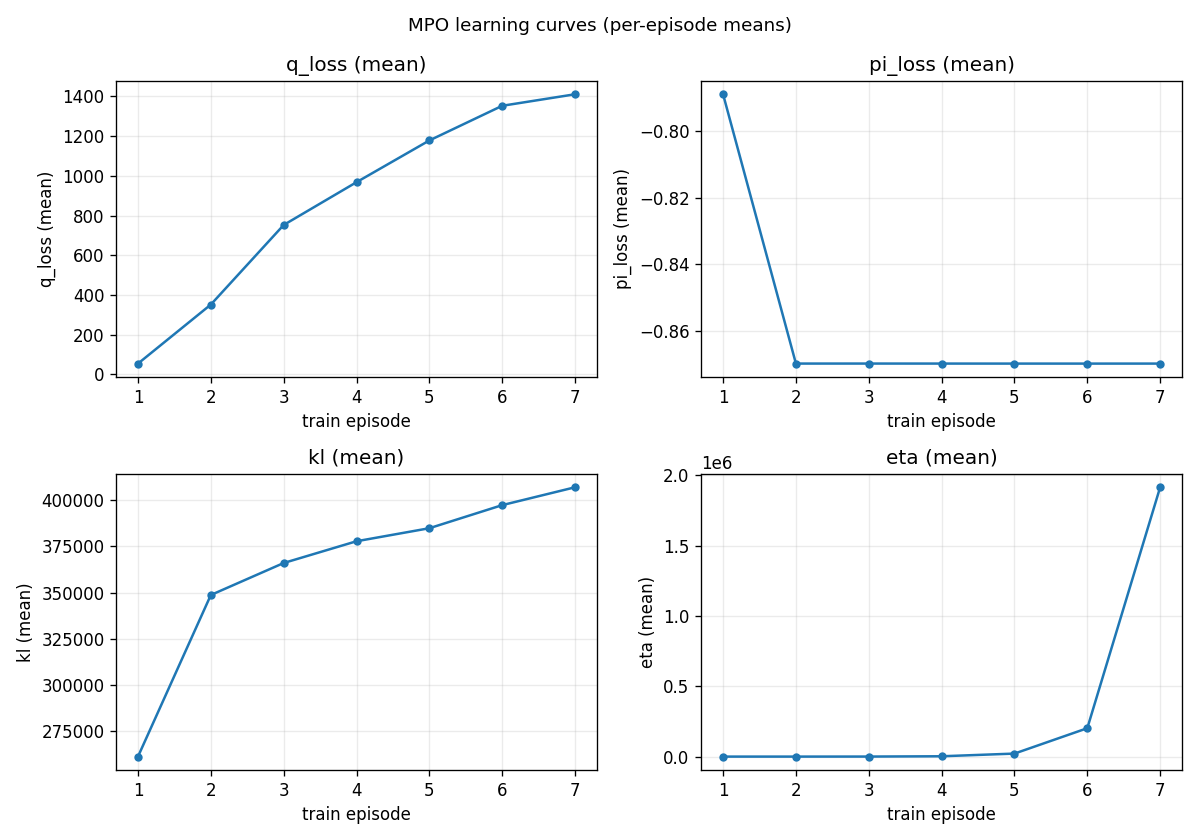 MPO learning curves (per-episode means)
q_loss (mean)
q_loss (mean)
1400
1200
1000
800
600
400
200
0
1 2 3 4 5 6 7
train episode
pi_loss (mean)
pi_loss (mean)
−0.80
−0.82
−0.84
−0.86
1 2 3 4 5 6 7
train episode
kl (mean)
kl (mean)
400000
375000
350000
325000
300000
275000
1 2 3 4 5 6 7
train episode
eta (mean)
1e6
eta (mean)
2.0
1.5
1.0
0.5
0.0
1 2 3 4 5 6 7
train episode